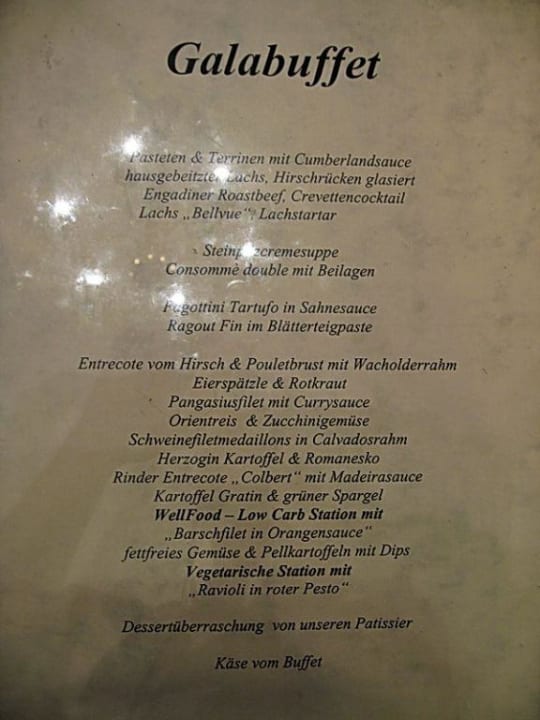 Galabuffet
Pasteten & Terrinen mit Cumberlandsauce
hausgebeitzter Lachs, Hirschrücken glasiert
Engadiner Roastbeef, Crevettencocktail
Lachs „Bellvue“, Lachstartar
Steinpilzcremesuppe
Consommè double mit Beilagen
Fagottini Tartufo in Sahnesauce
Ragout Fin im Blätterteigpaste
Entrecote vom Hirsch & Pouletbrust mit Wacholderrahm
Eierspätzle & Rotkraut
Pangasiusfilet mit Currysauce
Orientreis & Zucchinigemüse
Schweinefiletmedaillons in Calvadosrahm
Herzogin Kartoffel & Romanesko
Rinder Entrecote „Colbert“ mit Madeirasauce
Kartoffel Gratin & grüner Spargel
WellFood – Low Carb Station mit
„Barschfilet in Orangensauce“
fettfreies Gemüse & Pellkartoffeln mit Dips
Vegetarische Station mit
„Ravioli in roter Pesto“
Dessertüberraschung von unseren Patissier
Käse vom Buffet